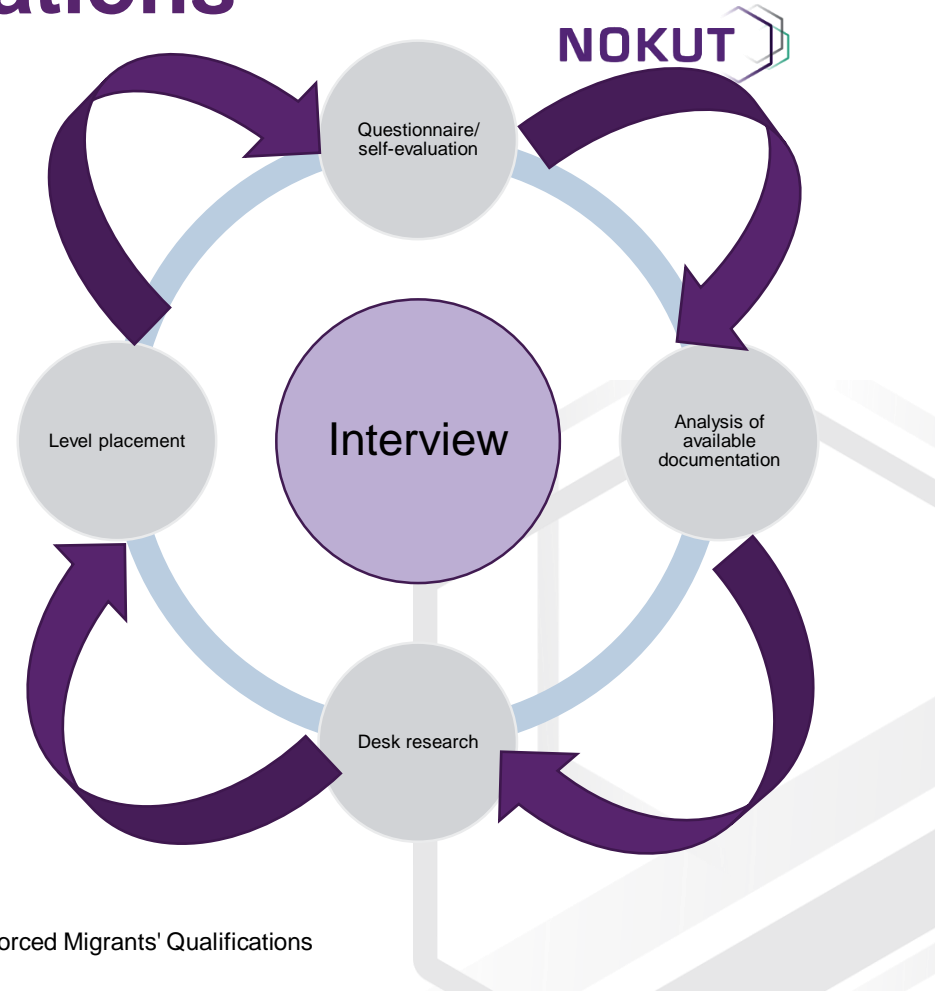 ations
NOKUT
Questionnaire/
self-evaluation
Level placement
Interview
Analysis of
available
documentation
Desk research
orced Migrants' Qualifications